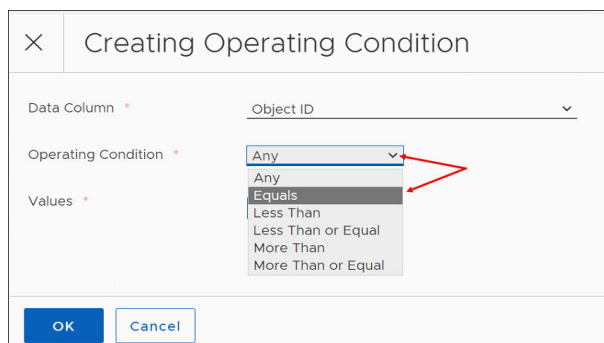 Creating Operating Condition
Data Column *
Object ID
Operating Condition *
Any
Any
Equals
Values *
Less Than
Less Than or Equal
More Than
More Than or Equal
OK
Cancel